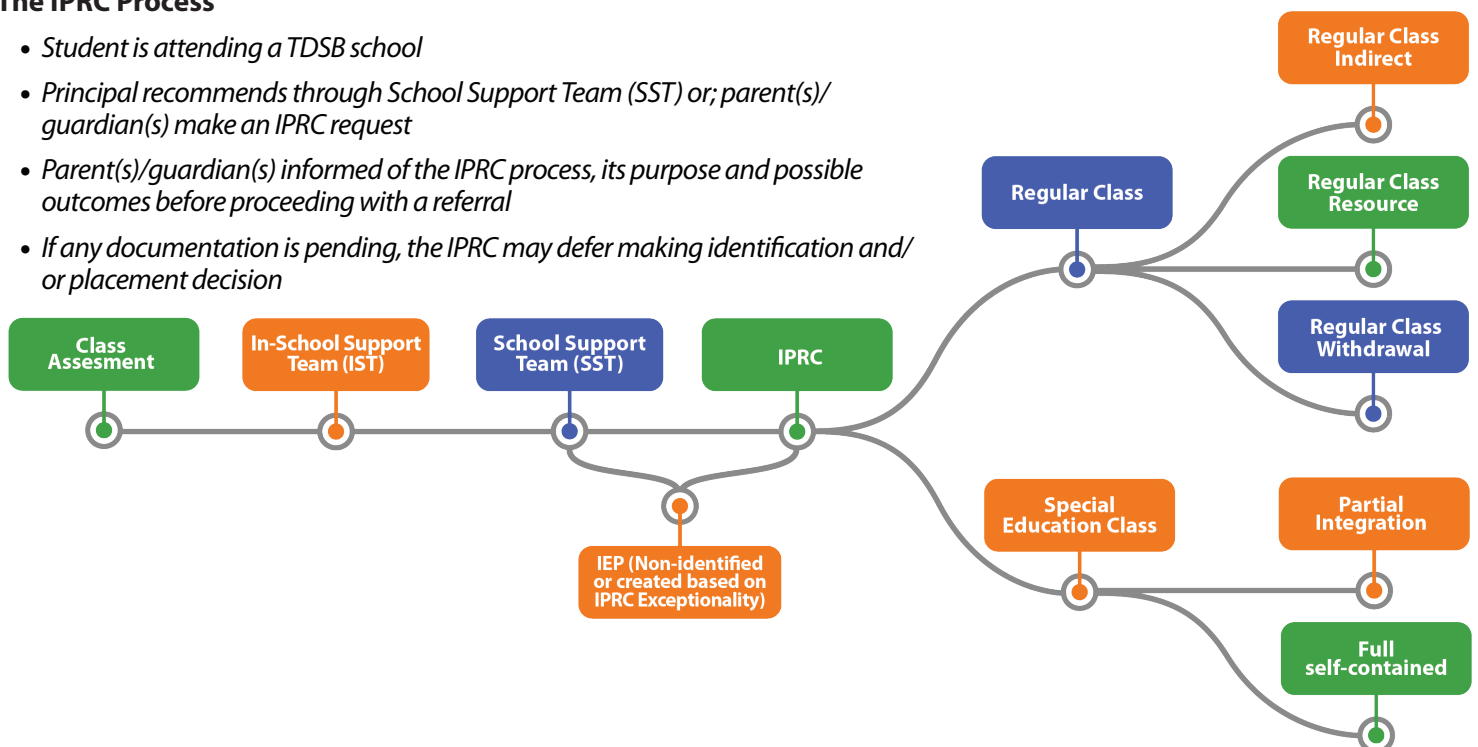 The IPRC Process
• Student is attending a TDSB school
• Principal recommends through School Support Team (SST) or; parent(s)/
guardian(s) make an IPRC request
• Parent(s)/guardian(s) informed of the IPRC process, its purpose and possible
outcomes before proceeding with a referral
• If any documentation is pending, the IPRC may defer making identification and/
or placement decision
Class
Assesment
In-School Support
Team (IST)
School Support
Team (SST)
IPRC
IEP (Non-identified
or created based on
IPRC Exceptionality)
Regular Class
Regular Class
Indirect
Regular Class
Resource
Regular Class
Withdrawal
Special
Education Class
Partial
Integration
Full
self-contained